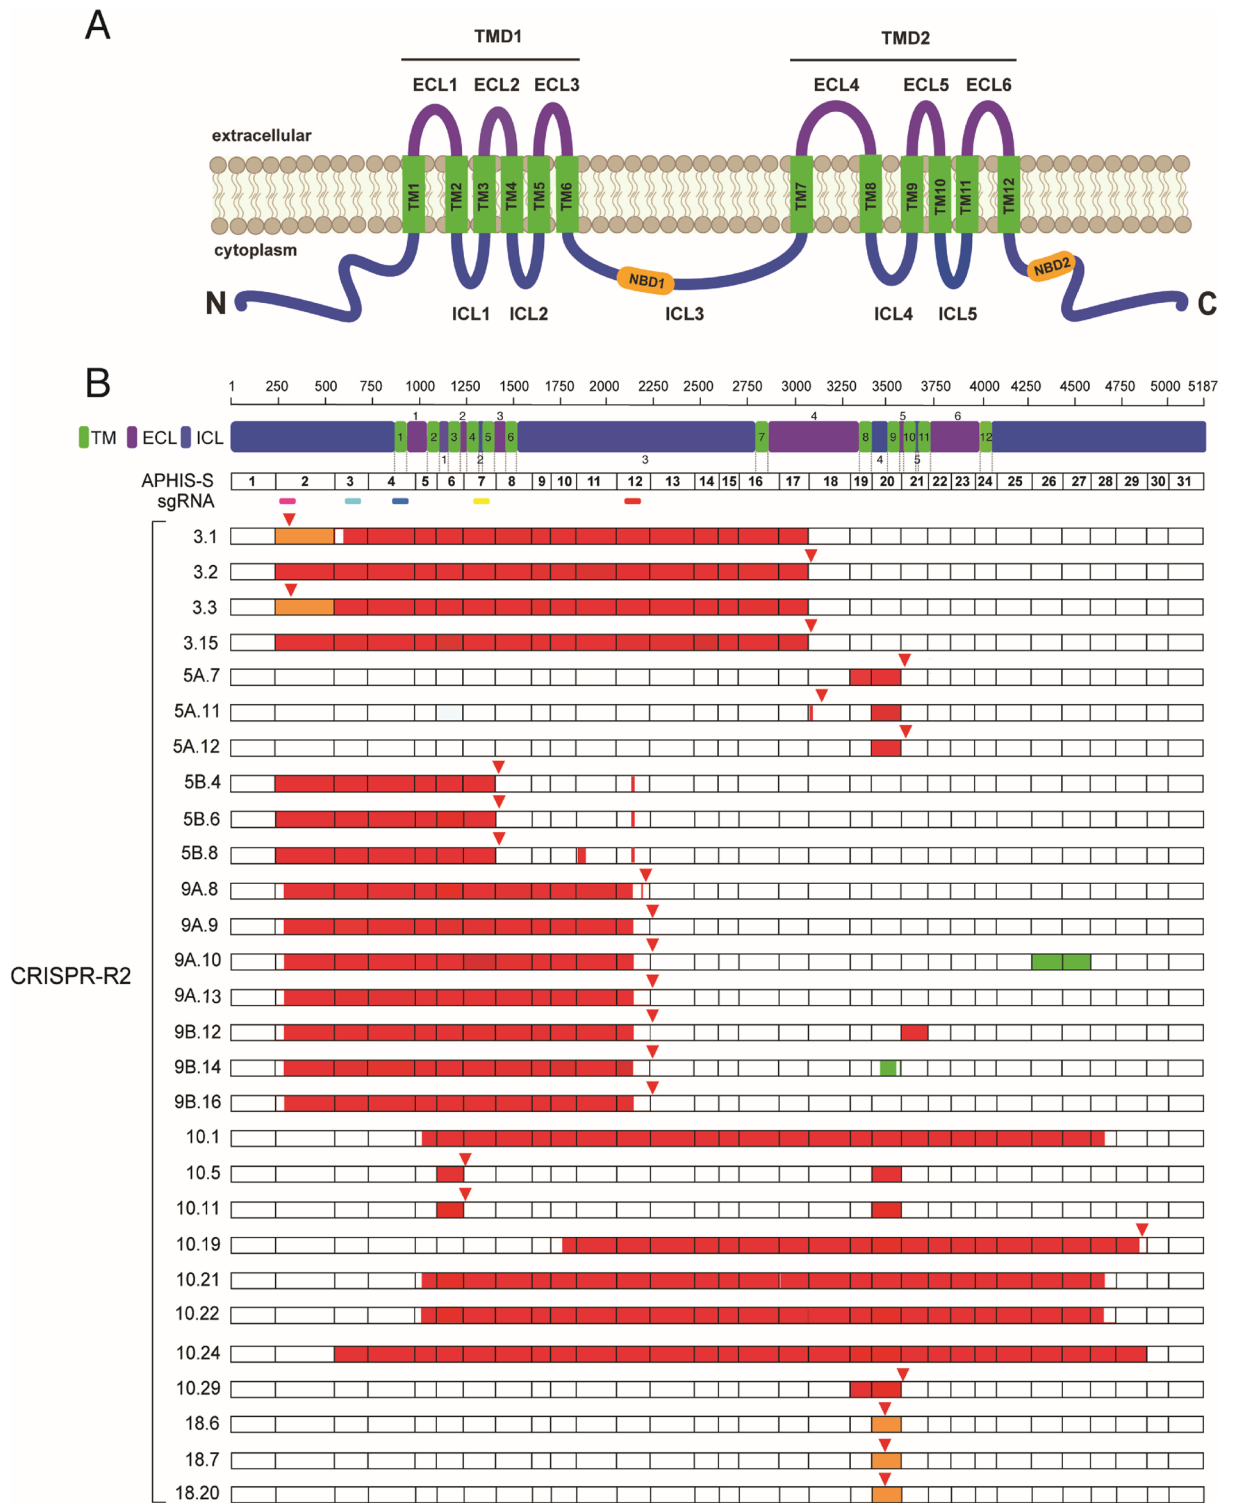 A
TMD1
TMD2
ECL1 ECL2 ECL3
ECL4 ECL5 ECL6
extracellular
TM1 TM2 TM3 TM4 TM5 TM6 TM7 TM8 TM9 TM10 TM11 TM12
cytoplasm
NBD1 NBD2
N C
ICL1 ICL2 ICL3 ICL4 ICL5
B
1 250 500 750 1000 1250 1500 1750 2000 2250 2500 2750 3000 3250 3500 3750 4000 4250 4500 4750 5000 5187
1 2 3 4 5 6
TM ECL ICL 1 2 3 4 5 6 7 8 9 10 11 12
1 2 3 4 5
APHIS-S 1 2 3 4 5 6 7 8 9 10 11 12 13 14 15 16 17 18 19 20 21 22 23 24 25 26 27 28 29 30 31
sgRNA
3.1
3.2
3.3
3.15
5A.7
5A.11
5A.12
5B.4
5B.6
5B.8
9A.8
9A.9
9A.10
CRISPR-R2
9A.13
9B.12
9B.14
9B.16
10.1
10.5
10.11
10.19
10.21
10.22
10.24
10.29
18.6
18.7
18.20